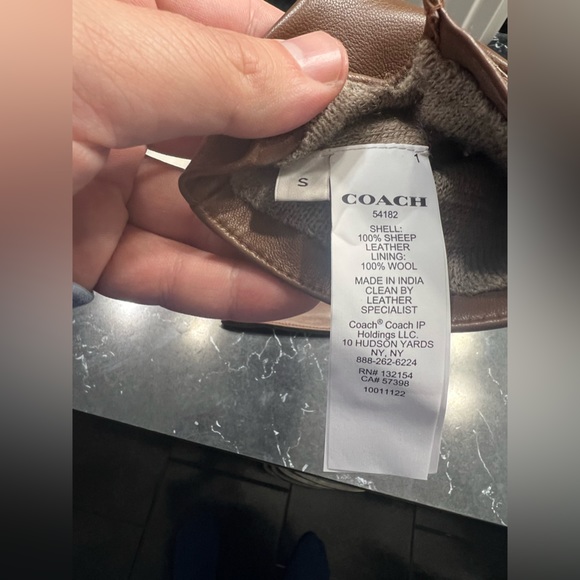 S
1
COACH
54182
SHELL:
100% SHEEP
LEATHER
LINING:
100% WOOL
MADE IN INDIA
CLEAN BY
LEATHER
SPECIALIST
Coach® Coach IP
Holdings LLC.
10 HUDSON YARDS
NY, NY
888-262-6224
RN# 132154
CA# 57398
10011122